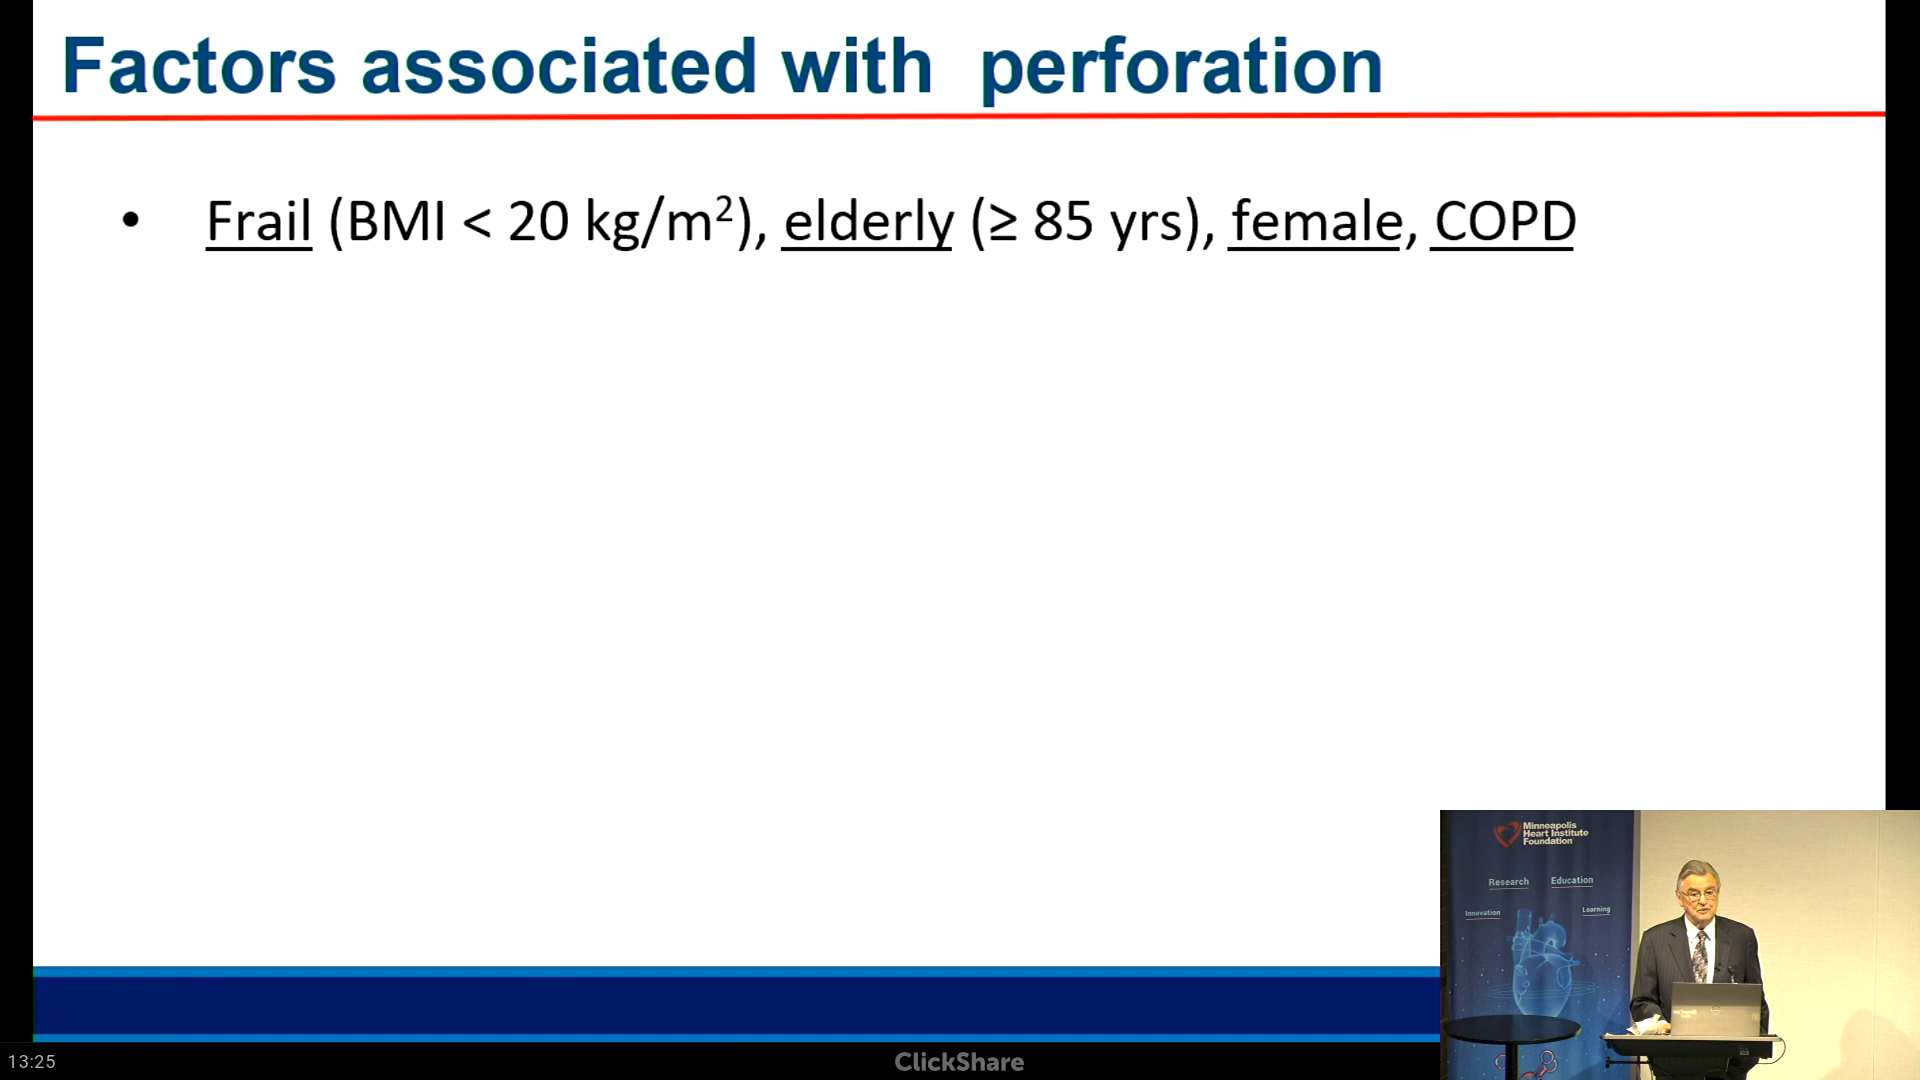 Factors associated with perforation
• Frail (BMI < 20 kg/m²), elderly (≥ 85 yrs), female, COPD
Minneapolis
Heart Institute
Foundation
Research Education
Innovation Learning
13:25
ClickShare